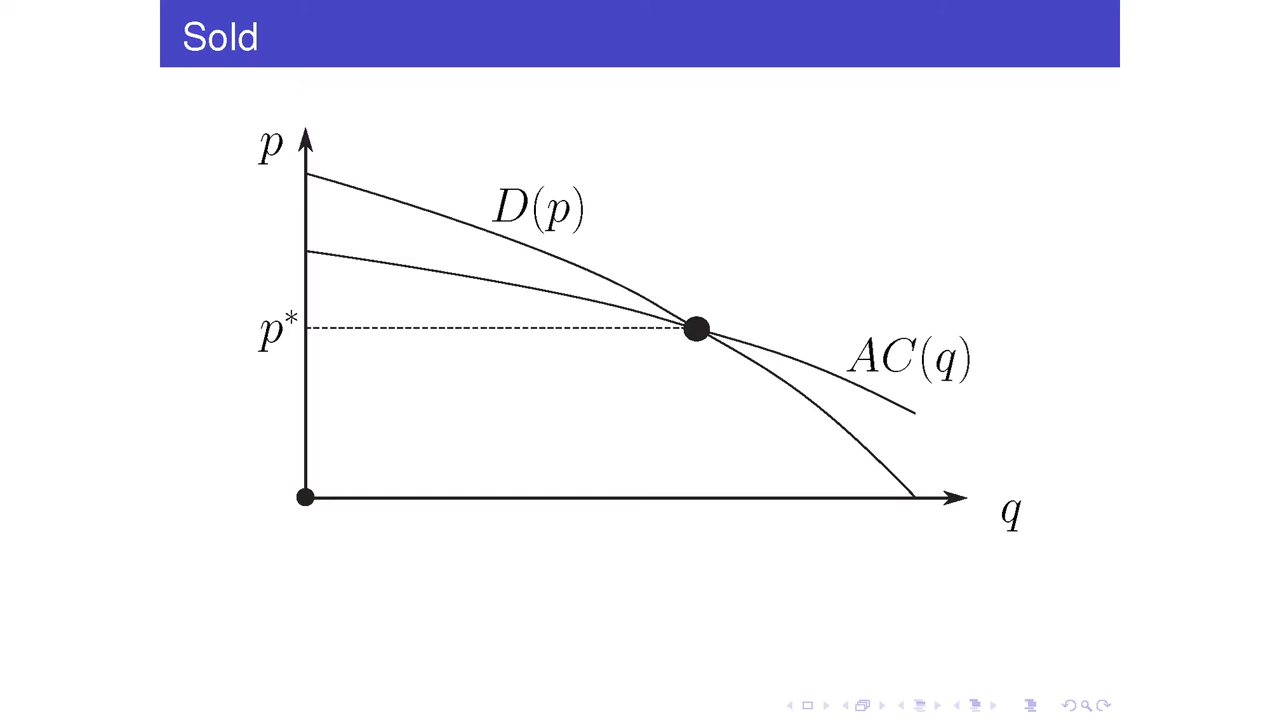 Sold
p
D(p)
p*
AC(q)
q